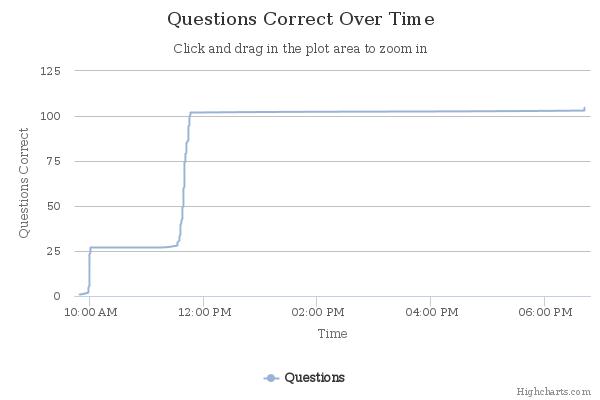 Questions Correct Over Time
Click and drag in the plot area to zoom in
125
100
75
50
25
0
Questions Correct
10:00 AM 12:00 PM 02:00 PM 04:00 PM 06:00 PM
Time
Questions
Highcharts.com